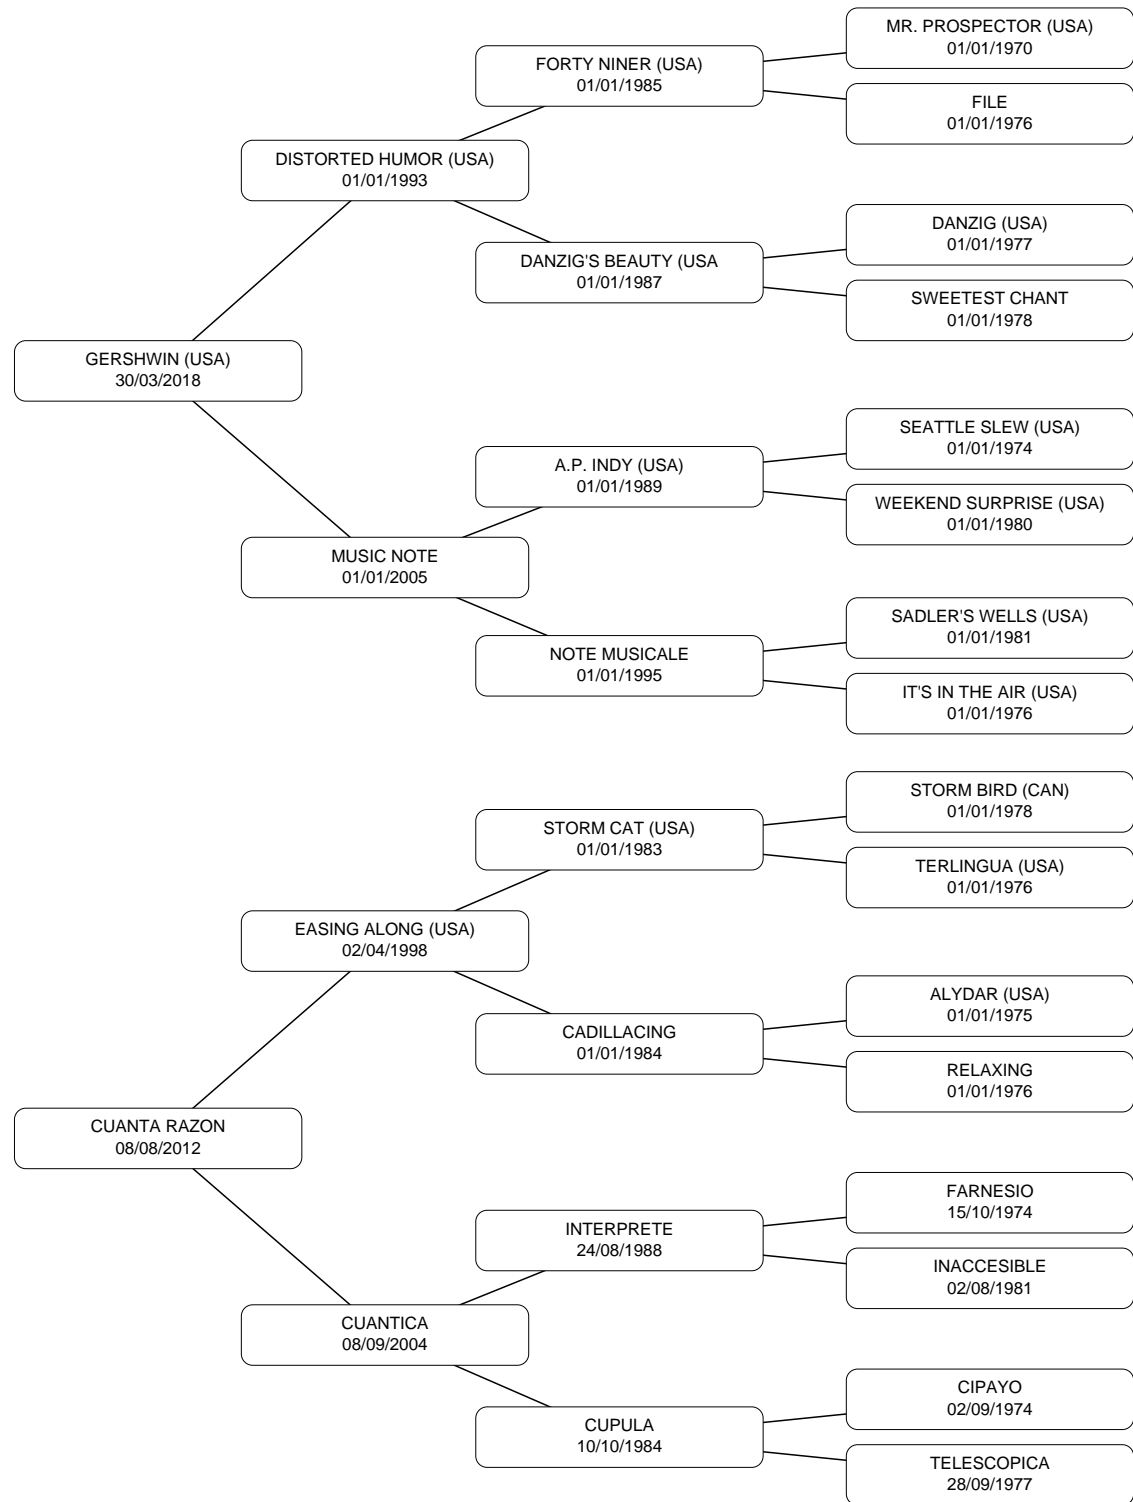 MR. PROSPECTOR (USA)
01/01/1970
FORTY NINER (USA)
01/01/1985
FILE
01/01/1976
DISTORTED HUMOR (USA)
01/01/1993
DANZIG (USA)
01/01/1977
DANZIG'S BEAUTY (USA
01/01/1987
SWEETEST CHANT
01/01/1978
GERSHWIN (USA)
30/03/2018
SEATTLE SLEW (USA)
01/01/1974
A.P. INDY (USA)
01/01/1989
WEEKEND SURPRISE (USA)
01/01/1980
MUSIC NOTE
01/01/2005
SADLER'S WELLS (USA)
01/01/1981
NOTE MUSICALE
01/01/1995
IT'S IN THE AIR (USA)
01/01/1976
STORM BIRD (CAN)
01/01/1978
STORM CAT (USA)
01/01/1983
TERLINGUA (USA)
01/01/1976
EASING ALONG (USA)
02/04/1998
ALYDAR (USA)
01/01/1975
CADILLACING
01/01/1984
RELAXING
01/01/1976
CUANTA RAZON
08/08/2012
FARNESIO
15/10/1974
INTERPRETE
24/08/1988
INACCESIBLE
02/08/1981
CUANTICA
08/09/2004
CIPAYO
02/09/1974
CUPULA
10/10/1984
TELESCOPICA
28/09/1977